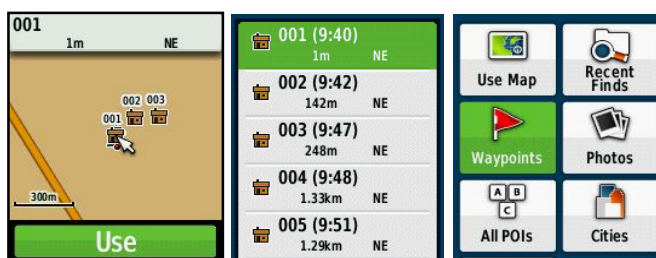 001
1m NE
002 003
001
300m
Use
001 (9:40)
1m NE
002 (9:42)
142m NE
003 (9:47)
248m NE
004 (9:48)
1.33km NE
005 (9:51)
1.29km NE
Use Map
Recent
Finds
Waypoints
Photos
A B
C
All POIs
Cities